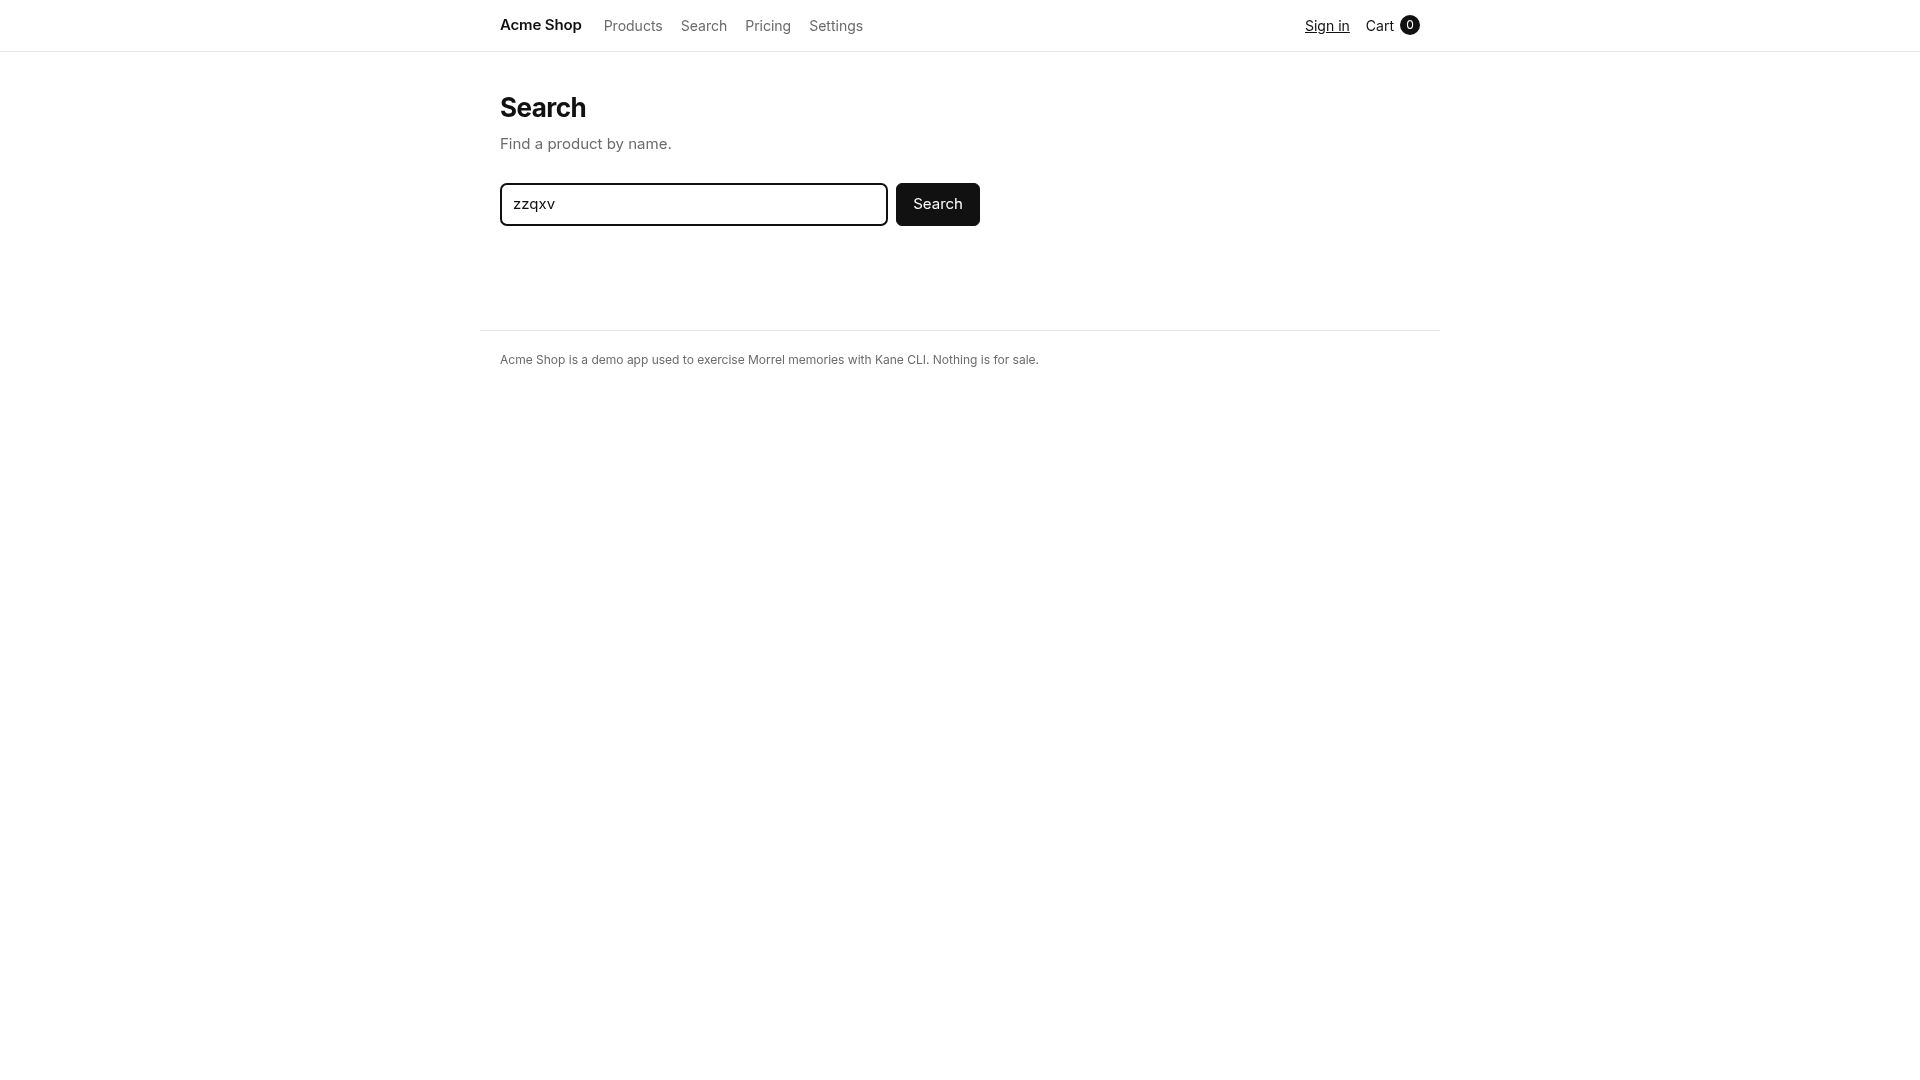 Acme Shop Products Search Pricing Settings Sign in Cart 0
Search
Find a product by name.
zzqxv Search
Acme Shop is a demo app used to exercise Morrel memories with Kane CLI. Nothing is for sale.